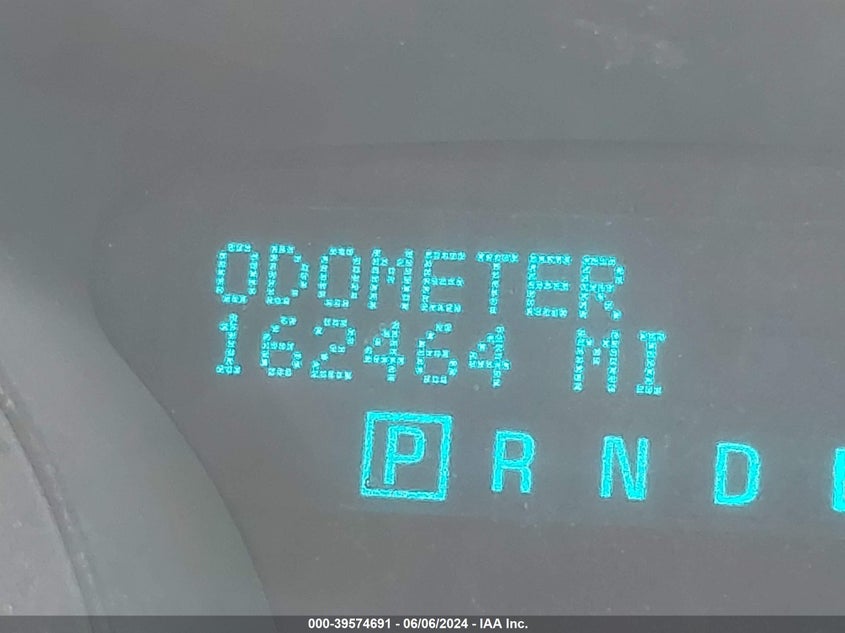 ODOMETER
162464 MI
P R N D
000-39574691 - 06/06/2024 - IAA Inc.